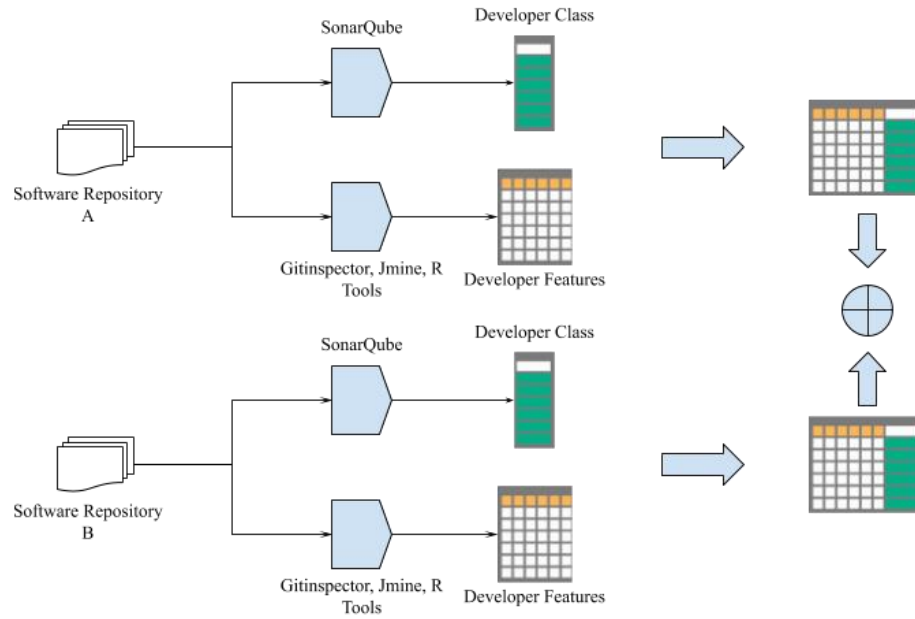 Developer Class
SonarQube
Software Repository
A
Gitinspector, Jmine, R
Tools
Developer Features
Developer Class
SonarQube
Software Repository
B
Gitinspector, Jmine, R
Tools
Developer Features